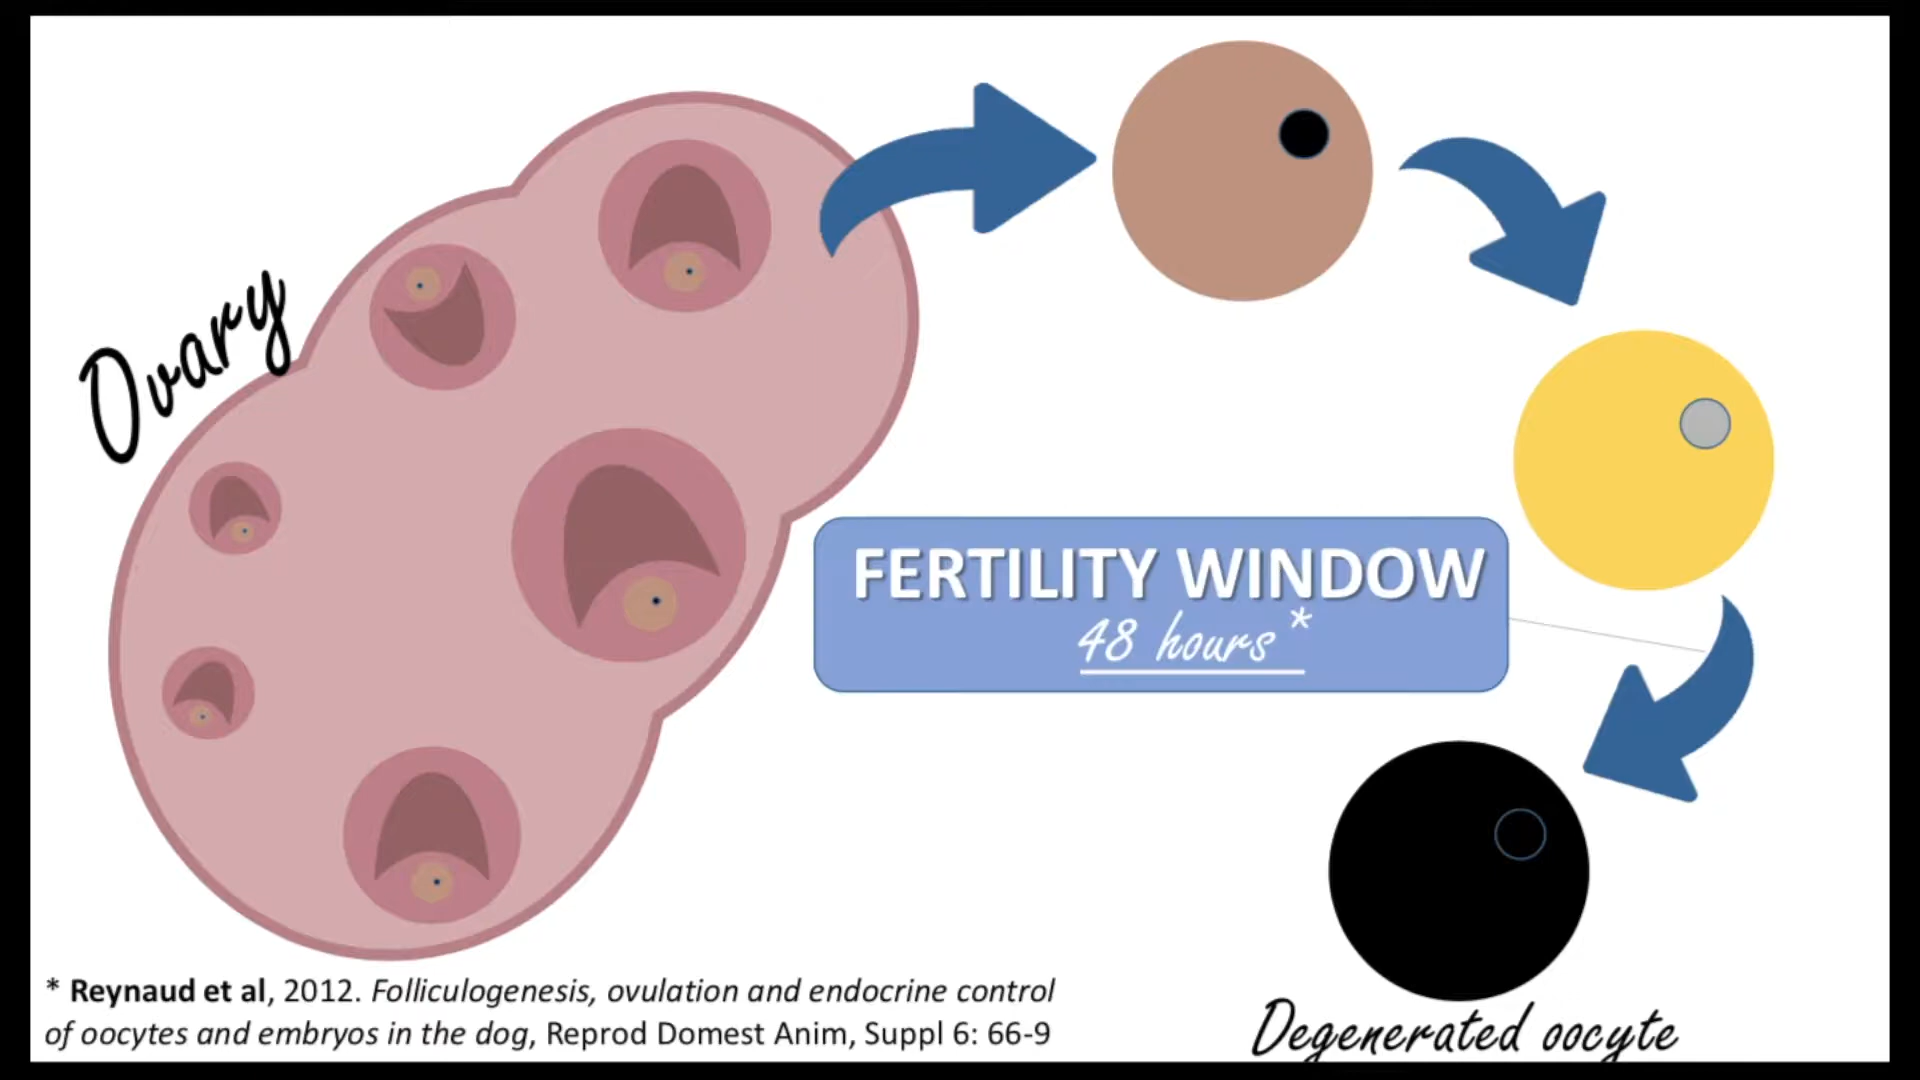 Ovary
FERTILITY WINDOW
48 hours*
* Reynaud et al, 2012. Folliculogenesis, ovulation and endocrine control
of oocytes and embryos in the dog, Reprod Domest Anim, Suppl 6: 66-9
Degenerated oocyte